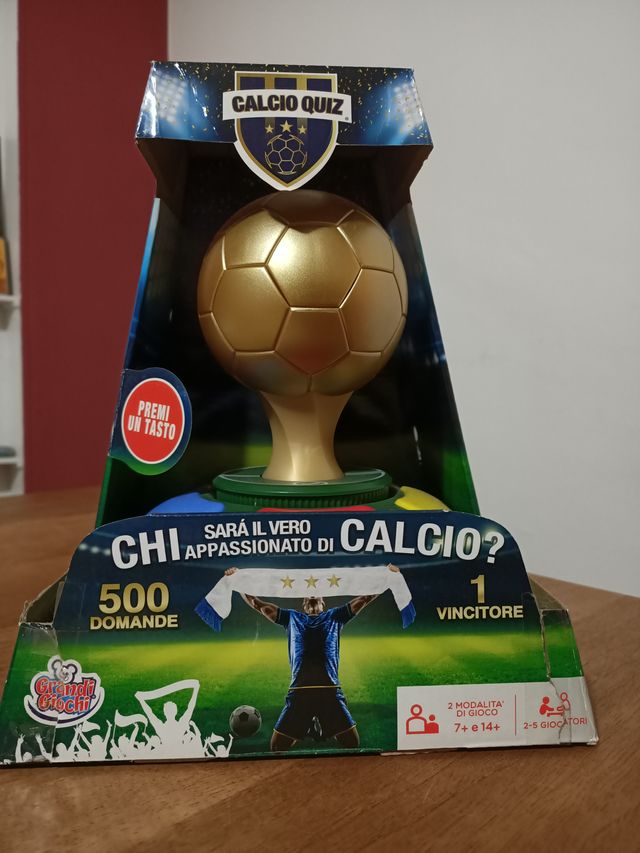 CALCIO QUIZ®
PREMI
UN TASTO
CHI SARÁ IL VERO APPASSIONATO DI CALCIO?
500
DOMANDE
1
VINCITORE
Grandi
Giochi
2 MODALITA'
DI GIOCO
7+ e 14+
2-5 GIOCATORI